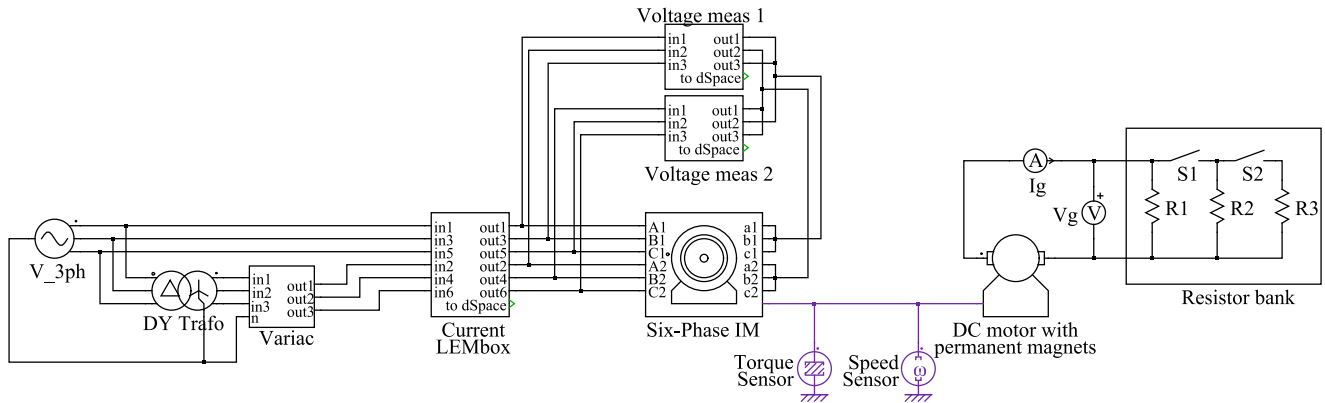 Voltage meas 1
in1 out1
in2 out2
in3 out3
to dSpace
in1 out1
in2 out2
in3 out3
to dSpace
Voltage meas 2
V_3ph
DY Trafo
in1 out1
in2 out2
in3 out3
n
Variac
in1 out1
in3 out3
in5 out5
in2 out2
in4 out4
in6 out6
to dSpace
Current
LEMbox
A1 a1
B1 b1
C1 c1
A2 a2
B2 b2
C2 c2
Six-Phase IM
Torque
Sensor
Speed
Sensor
ω
DC motor with
permanent magnets
A
Ig
Vg
V
+
S1
S2
R1
R2
R3
Resistor bank